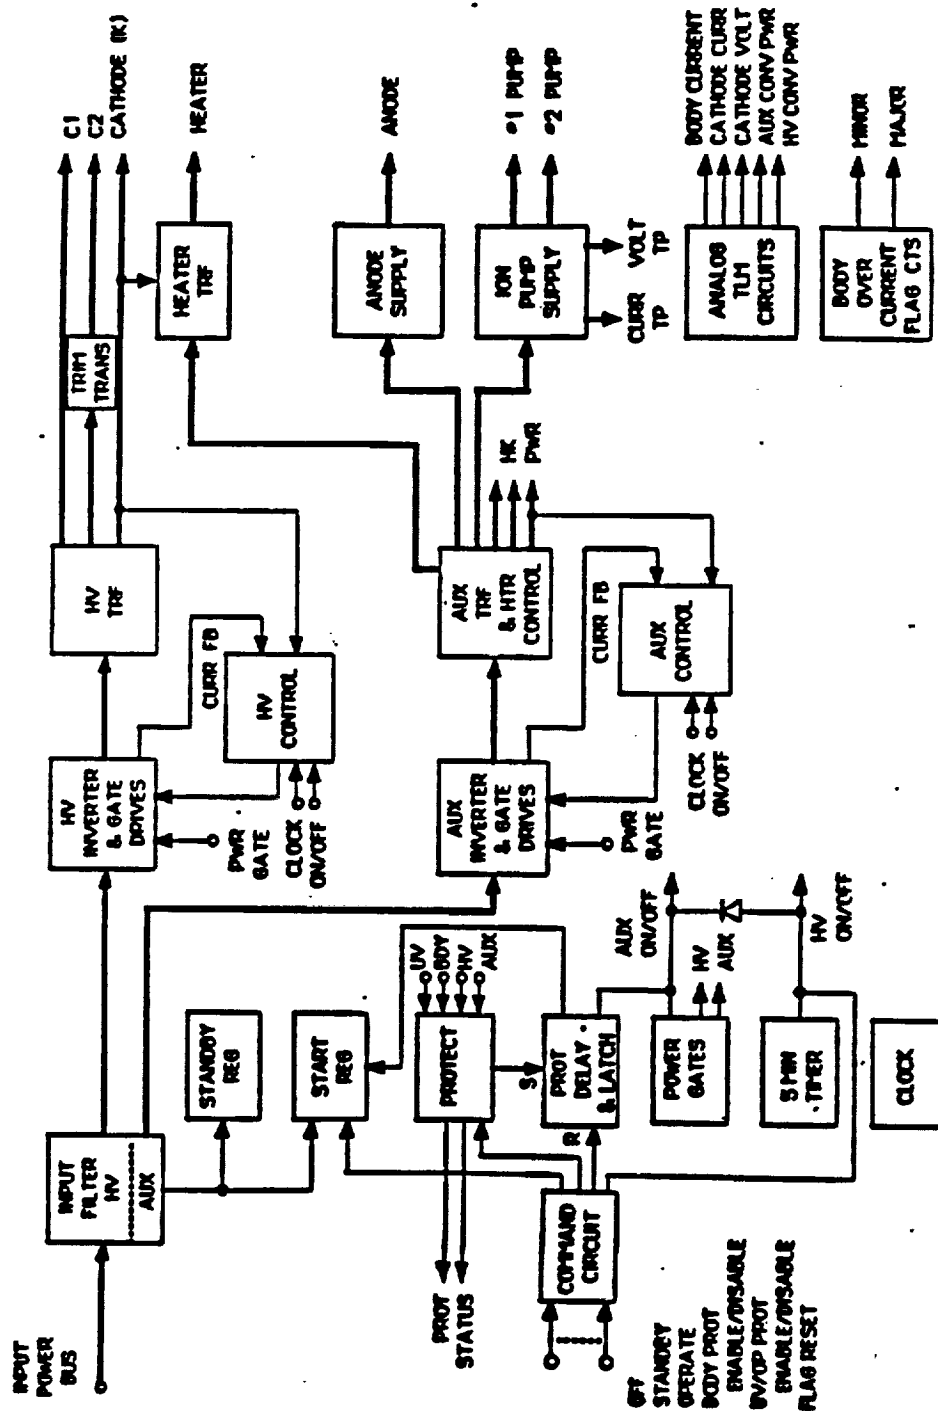 INPUT
POWER
BUS
INPUT
FILTER
HV
AUX
HV
INVERTER
& GATE
DRIVES
PWR
GATE
CLOCK
ON/OFF
CURR FB
HV
CONTROL
HV
TRF
TRIM
TRANS
C1
C2
CATHODE (K)
HEATER
TRF
HEATER
STANDBY
REG
START
REG
UV
BDY
HV
AUX
PROTECT
PROT
STATUS
S
PROT
DELAY
& LATCH
R
COMMAND
CIRCUIT
OFF
STANDBY
OPERATE
BODY PROT
ENABLE/DISABLE
UV/OP PROT
ENABLE/DISABLE
FLAG RESET
POWER
GATES
HV
AUX
AUX
ON/OFF
5 MIN
TIMER
HV
ON/OFF
CLOCK
AUX
INVERTER
& GATE
DRIVES
PWR
GATE
CLOCK
ON/OFF
CURR FB
AUX
CONTROL
AUX
TRF
& HTR
CONTROL
HK
PWR
ANODE
SUPPLY
ANODE
ION
PUMP
SUPPLY
#1 PUMP
#2 PUMP
CURR
TP
VOLT
TP
ANALOG
TLM
CIRCUITS
BODY CURRENT
CATHODE CURR
CATHODE VOLT
AUX CONV PWR
HV CONV PWR
BODY
OVER
CURRENT
FLAG CTS
MINOR
MAJOR